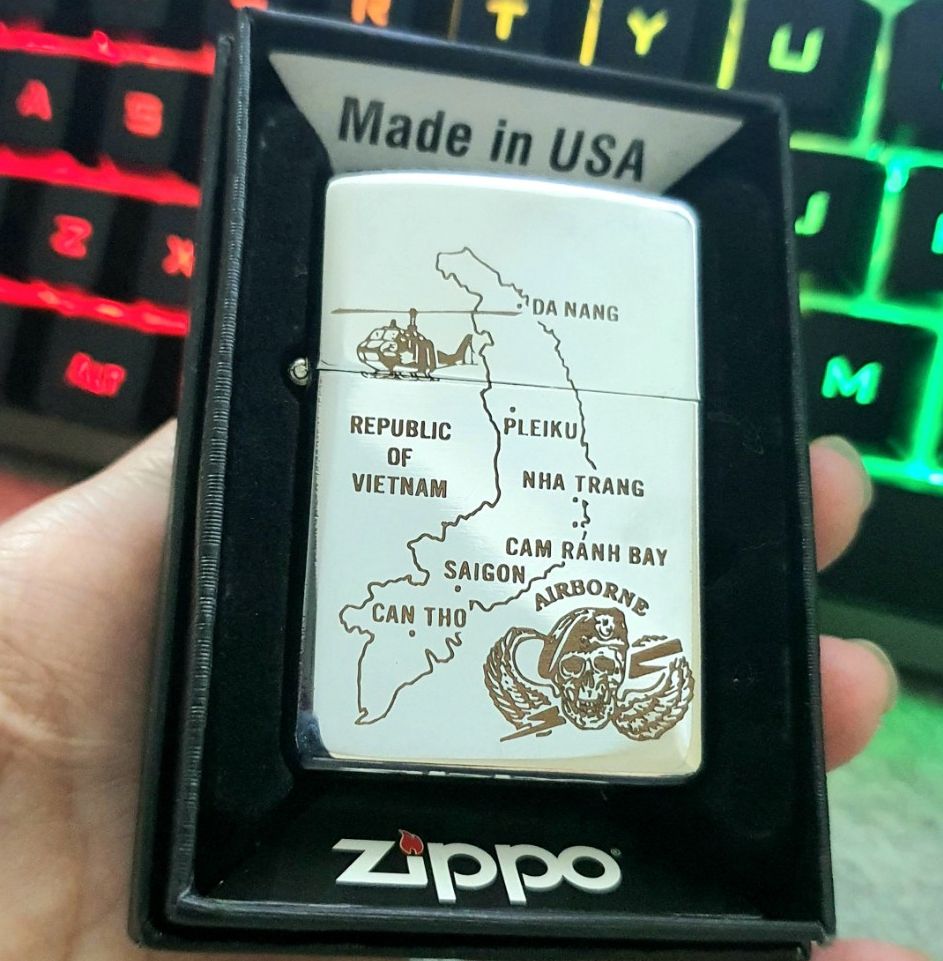 R T Y U
A S
J
Z X
M
Alt
Made in USA
DA NANG
PLEIKU
REPUBLIC
OF
VIETNAM
NHA TRANG
CAM RANH BAY
SAIGON
AIRBORNE
CAN THO
zippo